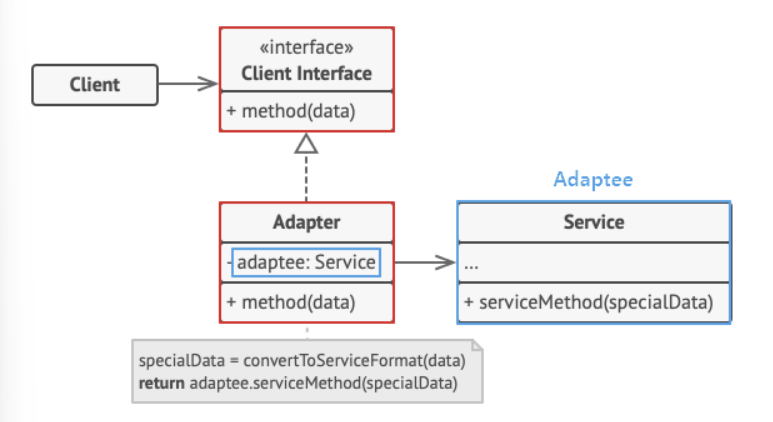 «interface»
Client Interface
Client
+ method(data)
Adaptee
Adapter
Service
- adaptee: Service
...
+ method(data)
+ serviceMethod(specialData)
specialData = convertToServiceFormat(data)
return adaptee.serviceMethod(specialData)